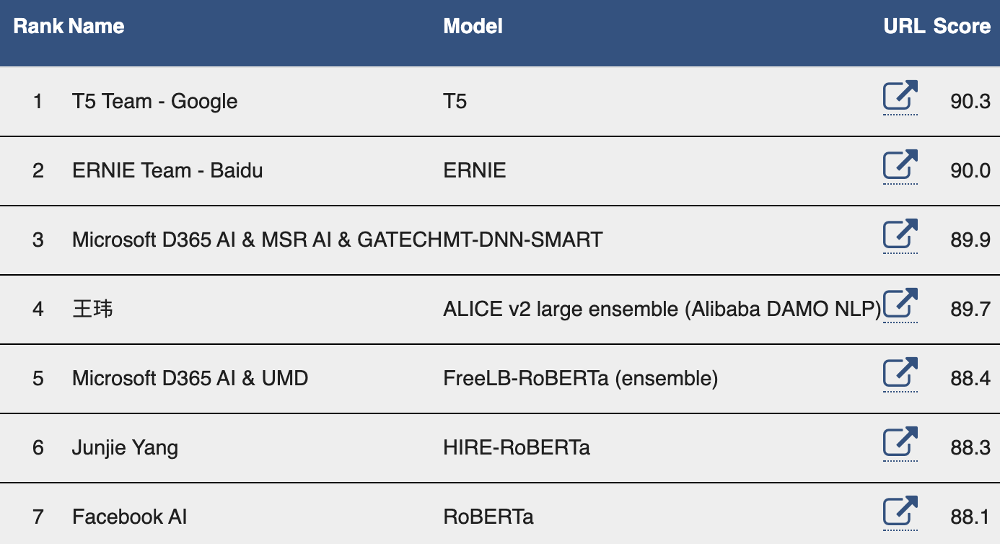 Rank Name Model URL Score
1 T5 Team - Google T5 90.3
2 ERNIE Team - Baidu ERNIE 90.0
3 Microsoft D365 AI & MSR AI & GATECHMT-DNN-SMART 89.9
4 王玮 ALICE v2 large ensemble (Alibaba DAMO NLP) 89.7
5 Microsoft D365 AI & UMD FreeLB-RoBERTa (ensemble) 88.4
6 Junjie Yang HIRE-RoBERTa 88.3
7 Facebook AI RoBERTa 88.1